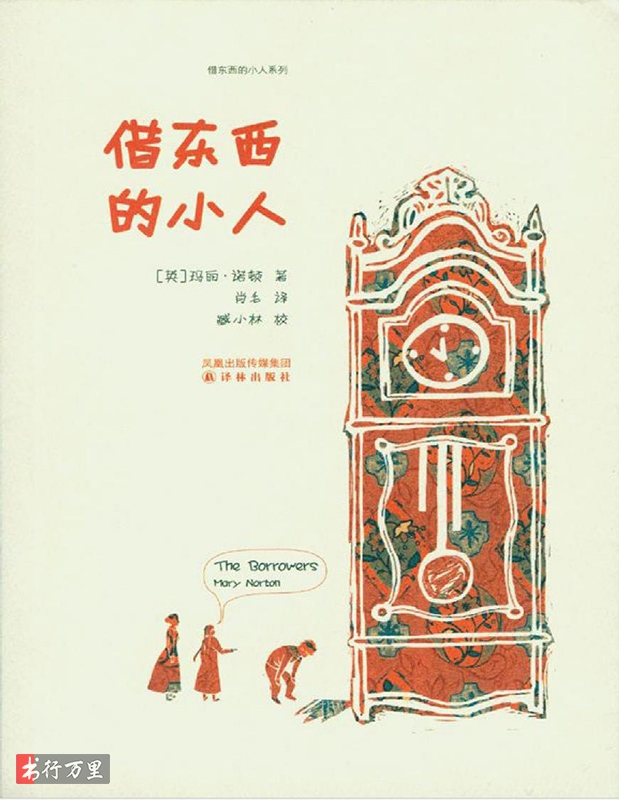 借东西的小人系列
借东西
的小人
[英]玛丽·诺顿 著
肖毛 译
臧小林 校
凤凰出版传媒集团
译林出版社
The Borrowers
Mary Norton
书行万里